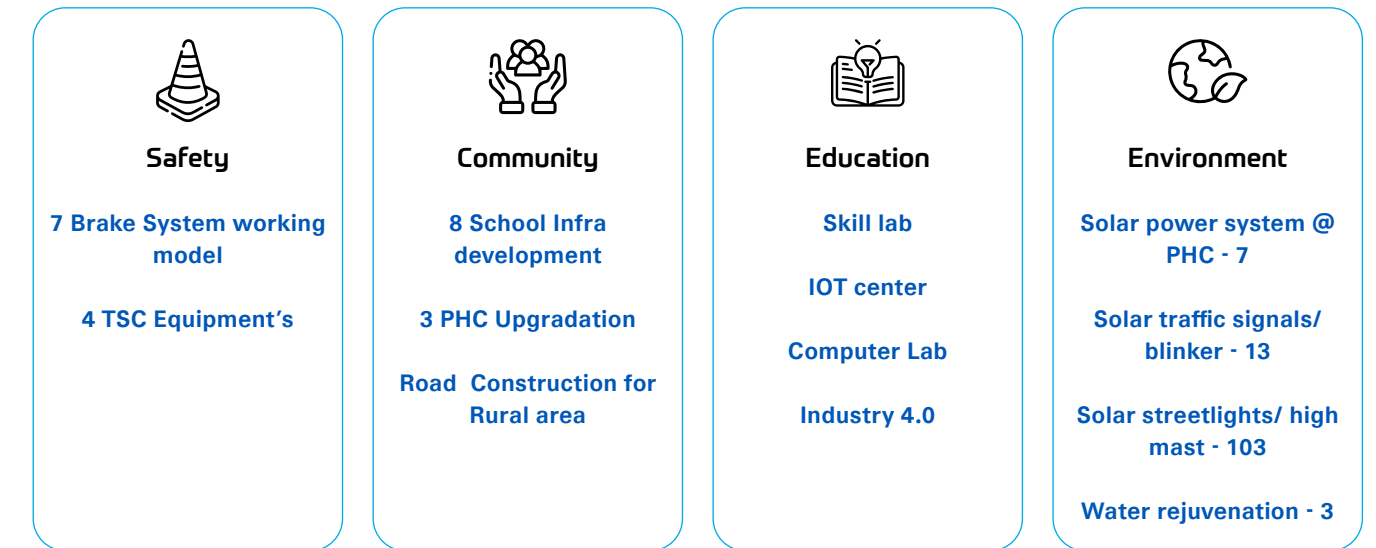 Safety
7 Brake System working
model
4 TSC Equipment’s
Community
8 School Infra
development
3 PHC Upgradation
Road  Construction for
Rural area
Education
Skill lab
IOT center
Computer Lab
Industry 4.0
Environment
Solar power system @
PHC - 7
Solar traffic signals/
blinker - 13
Solar streetlights/ high
mast - 103
Water rejuvenation - 3